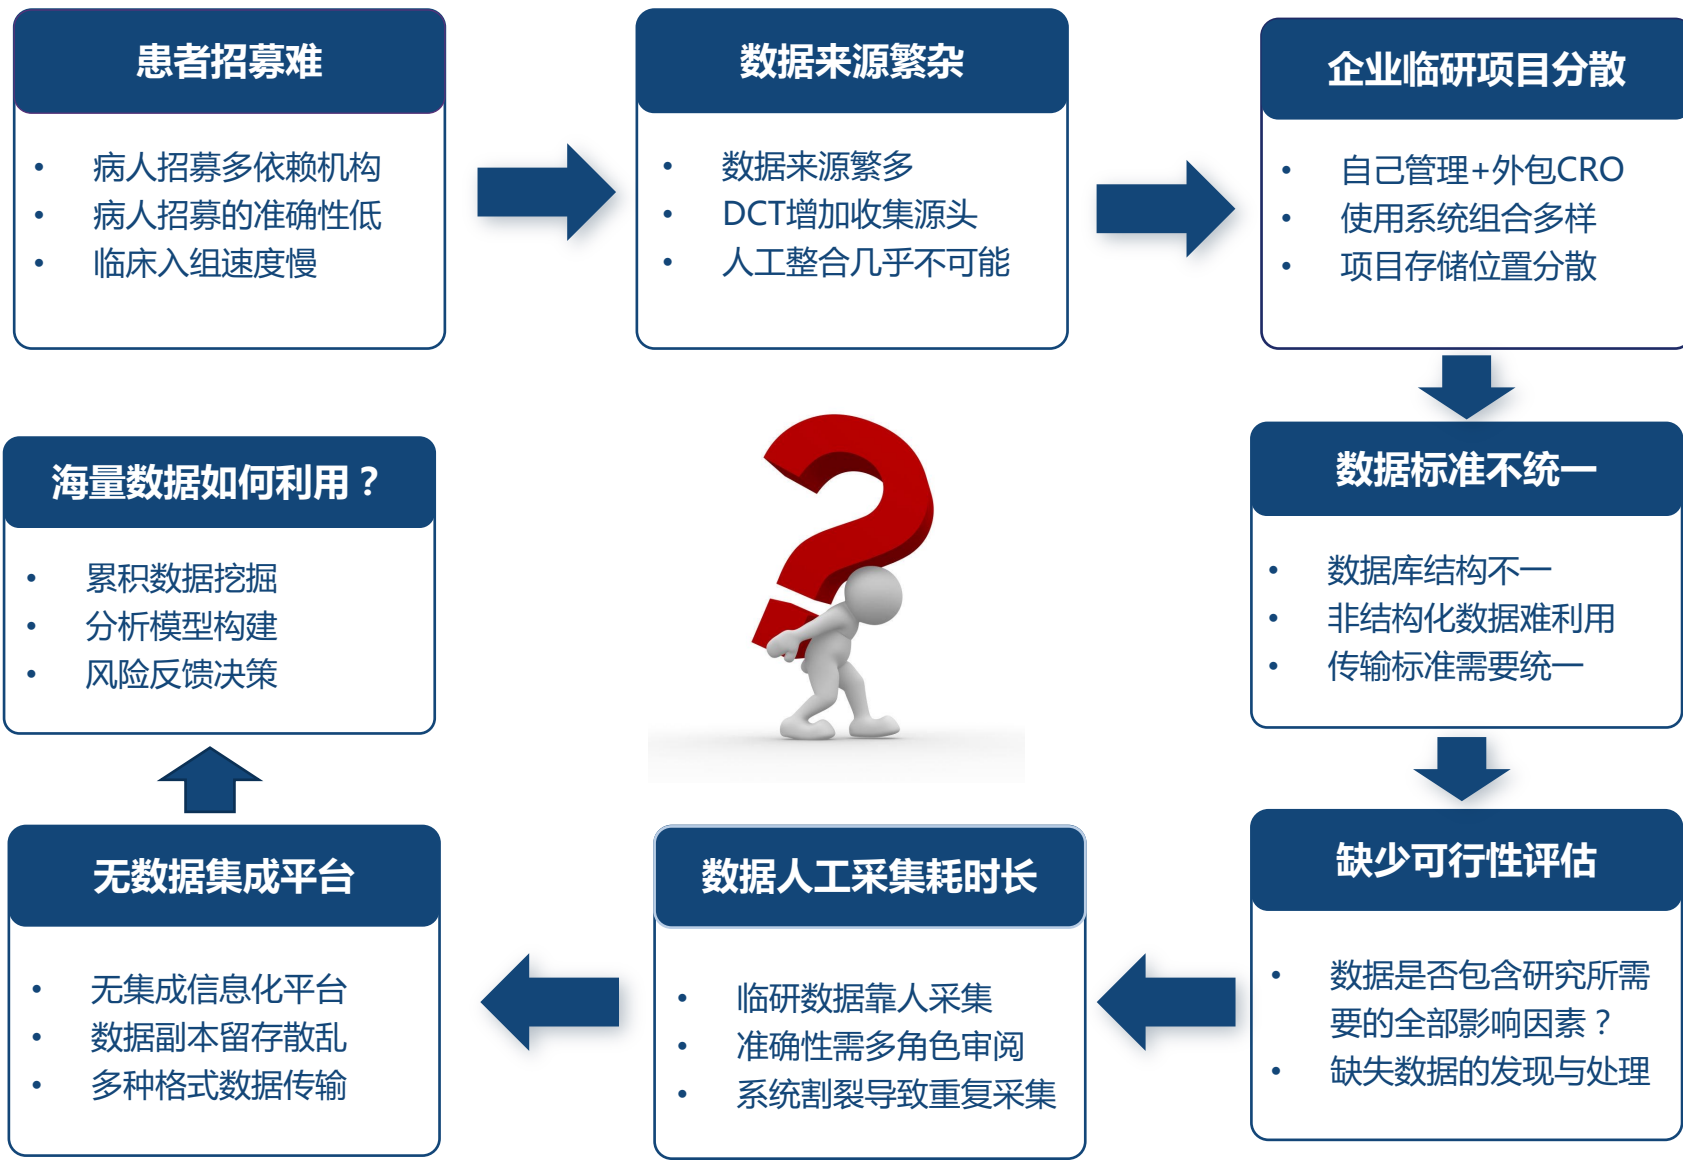 患者招募难
• 病人招募多依赖机构
• 病人招募的准确性低
• 临床入组速度慢
数据来源繁杂
• 数据来源繁多
• DCT增加收集源头
• 人工整合几乎不可能
企业临研项目分散
• 自己管理+外包CRO
• 使用系统组合多样
• 项目存储位置分散
数据标准不统一
• 数据库结构不一
• 非结构化数据难利用
• 传输标准需要统一
缺少可行性评估
• 数据是否包含研究所需
要的全部影响因素？
• 缺失数据的发现与处理
数据人工采集耗时长
• 临研数据靠人采集
• 准确性需多角色审阅
• 系统割裂导致重复采集
无数据集成平台
• 无集成信息化平台
• 数据副本留存散乱
• 多种格式数据传输
海量数据如何利用？
• 累积数据挖掘
• 分析模型构建
• 风险反馈决策